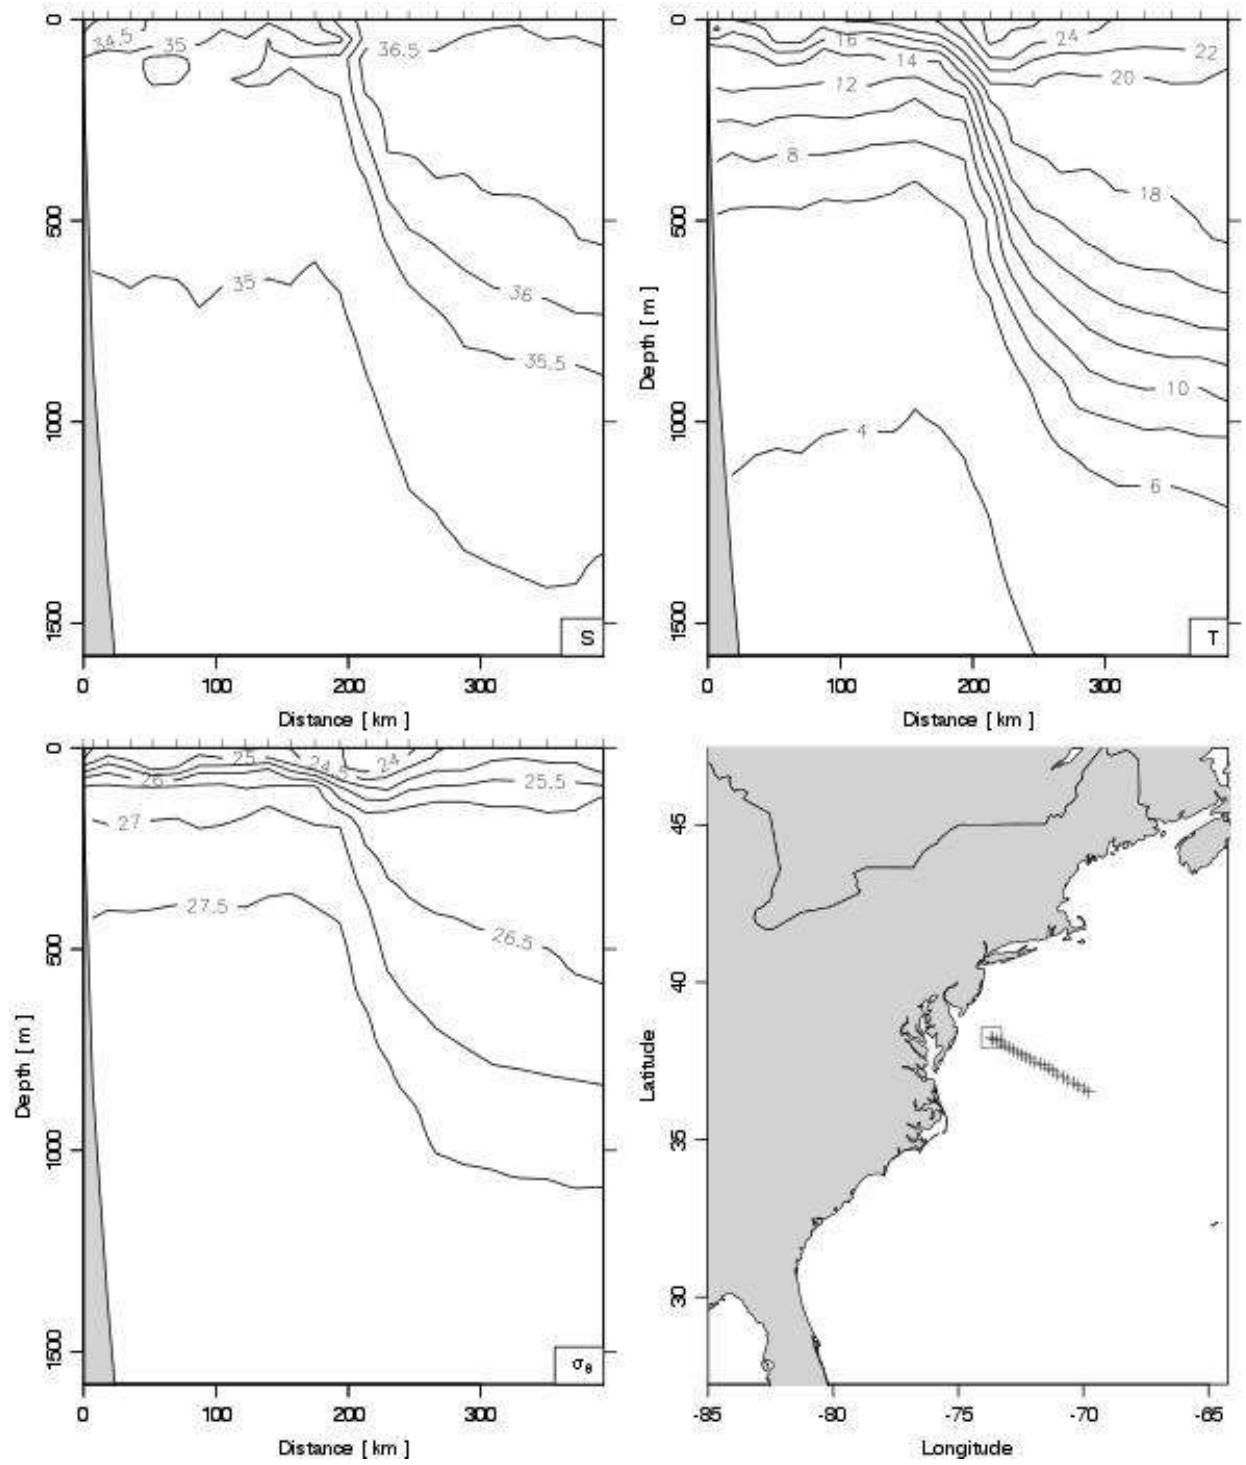 34.5 35 36.5
35 36 35.5
0 500 1000 1500
S
0 100 200 300
Distance [ km ]
16 14 12 8 24 22 20 18
10 4 6
0 500 1000 1500
Depth [ m ]
T
0 100 200 300
Distance [ km ]
25 24.5 24 25.5
26 27 27.5 26.5
0 500 1000 1500
Depth [ m ]
σθ
0 100 200 300
Distance [ km ]
45 40 35 30
Latitude
-85 -80 -75 -70 -65
Longitude